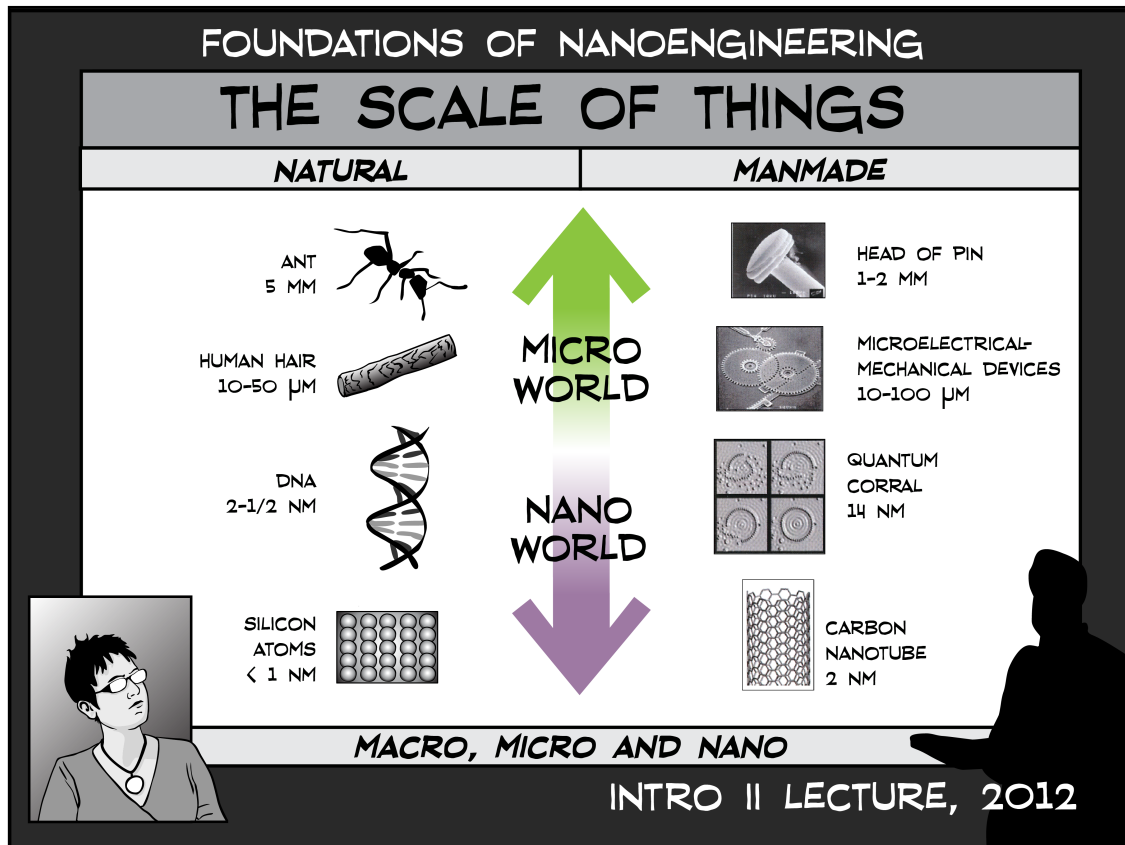 FOUNDATIONS OF NANOENGINEERING
THE SCALE OF THINGS
NATURAL
MANMADE
ANT
5 MM
HEAD OF PIN
1-2 MM
HUMAN HAIR
10-50 µM
MICRO
WORLD
MICROELECTRICAL-
MECHANICAL DEVICES
10-100 µM
DNA
2-1/2 NM
NANO
WORLD
QUANTUM
CORRAL
14 NM
SILICON
ATOMS
< 1 NM
CARBON
NANOTUBE
2 NM
MACRO, MICRO AND NANO
INTRO II LECTURE, 2012